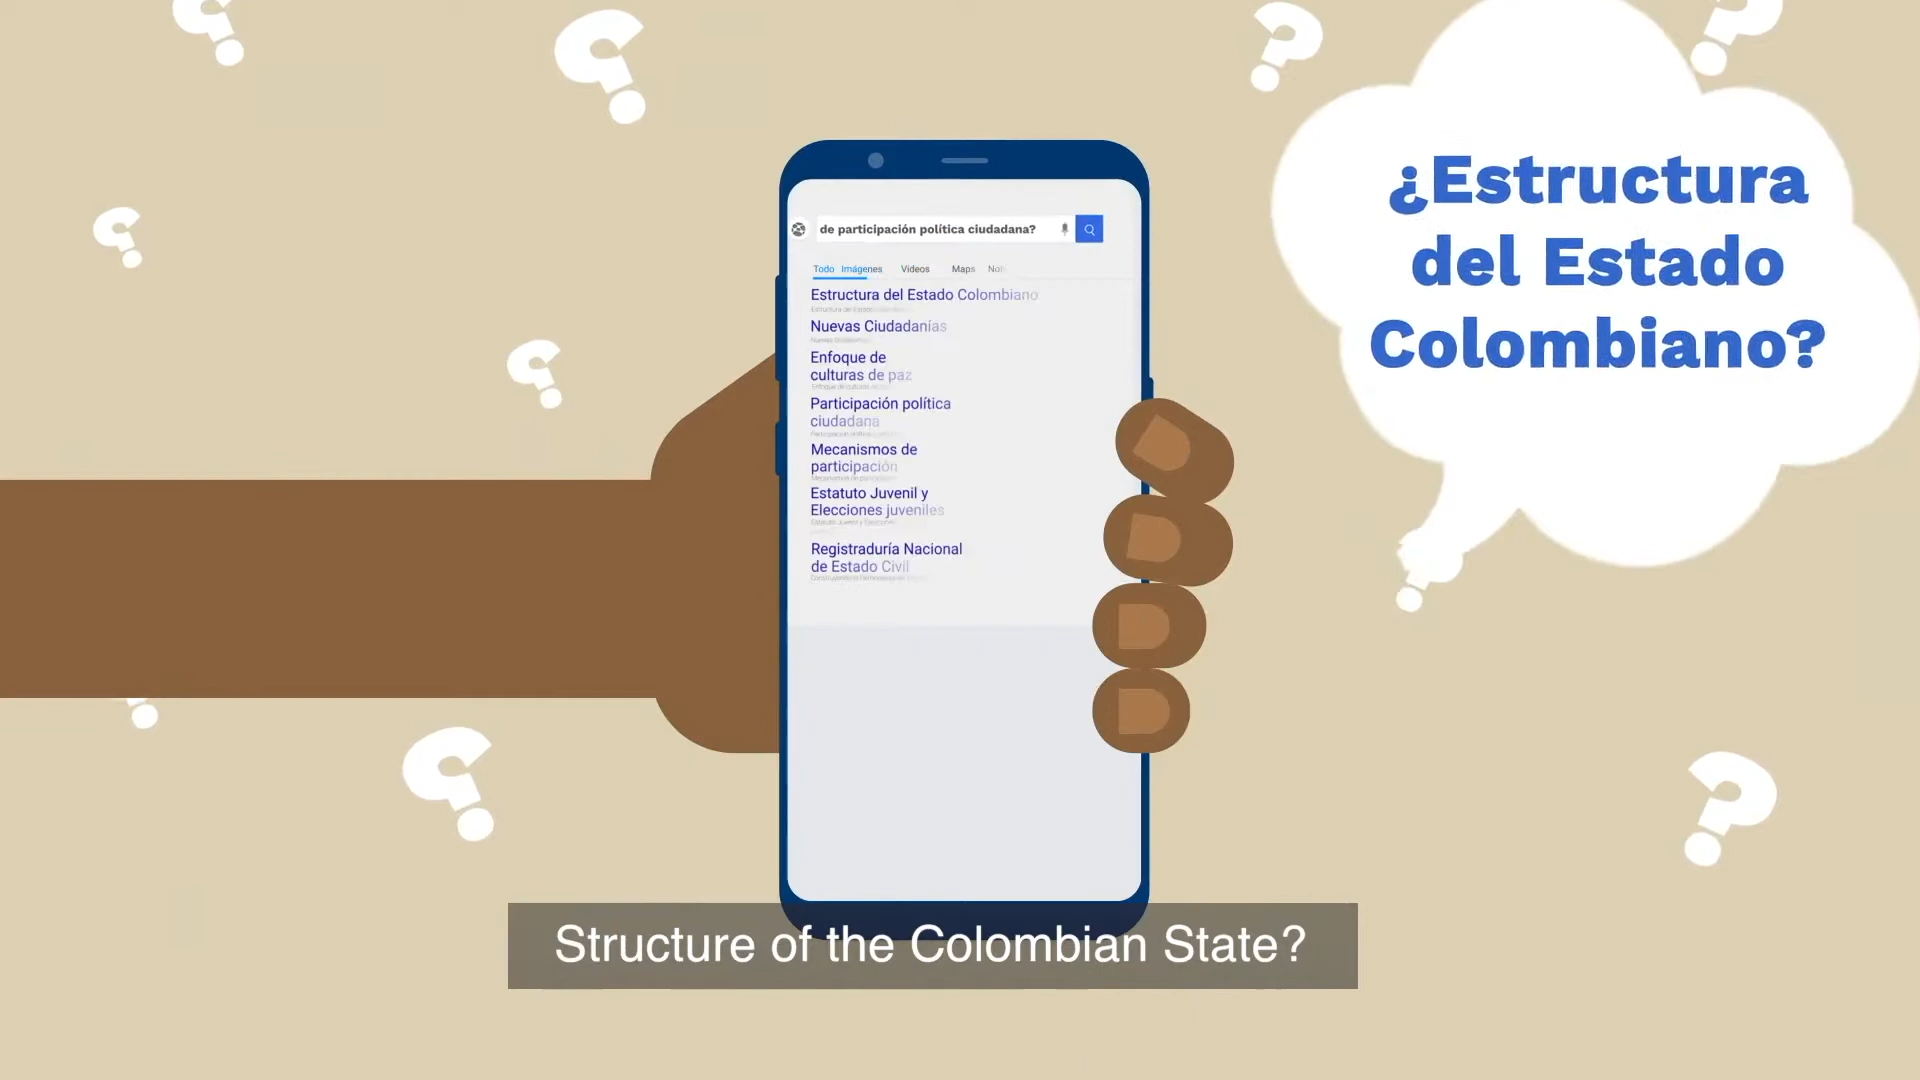 ¿Estructura
del Estado
Colombiano?
de participación política ciudadana?
Todo Imágenes Videos Maps Not
Estructura del Estado Colombiano
Nuevas Ciudadanías
Enfoque de
culturas de paz
Participación política
ciudadana
Mecanismos de
participación
Estatuto Juvenil y
Elecciones juveniles
Registraduría Nacional
de Estado Civil
Structure of the Colombian State?